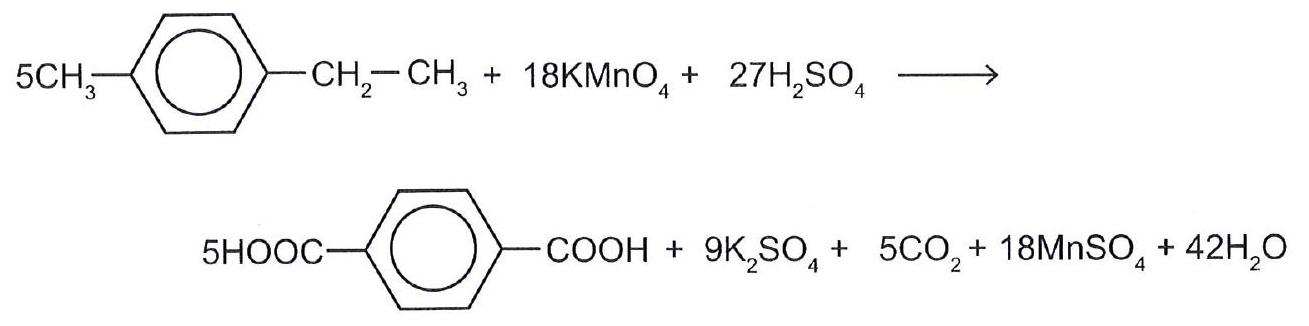 5CH₃ CH₂ CH₃ + 18KMnO₄ + 27H₂SO₄ ⟶
5HOOC COOH + 9K₂SO₄ + 5CO₂ + 18MnSO₄ + 42H₂O